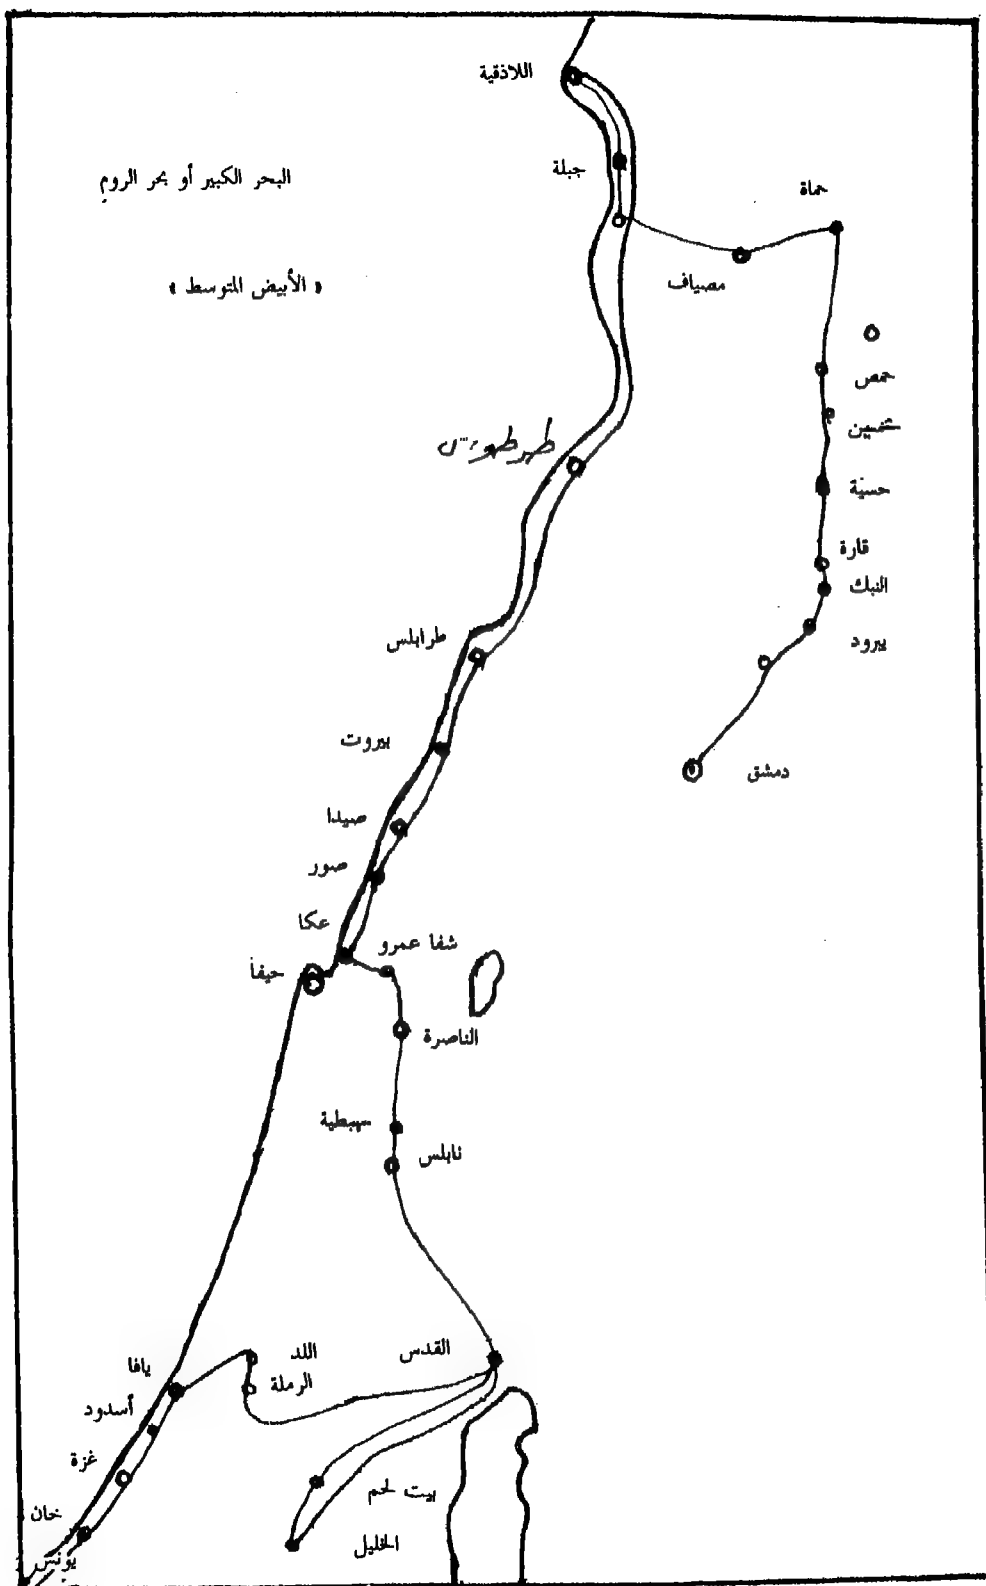 اللاذقية
البحر الكبير أو بحر الروم
جبلة
حماة
« الأبيض المتوسط »
مصياف
حمص
شمسين
حسيّة
طرطوس
قارة
النبك
يبرود
طرابلس
بيروت
دمشق
صيدا
صور
عكا
شفا عمرو
حيفا
الناصرة
سبسطية
نابلس
القدس
اللد
يافا
الرملة
أسدود
غزة
بيت لحم
خان
يونس
الخليل